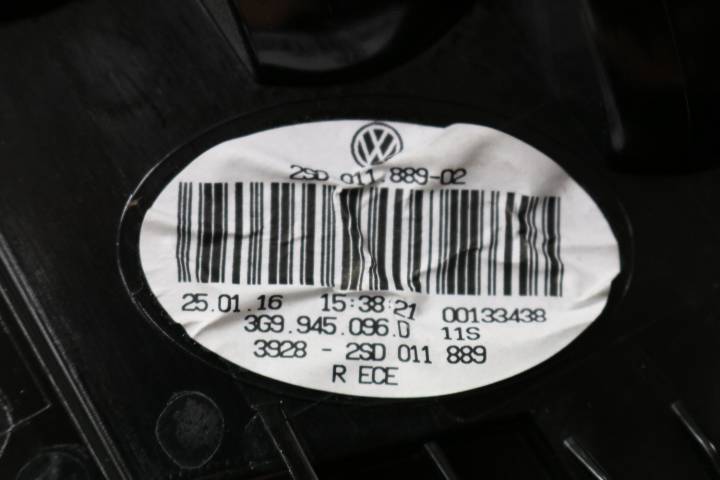 2SD 011.889-02
25.01.16 15:38:21 00133438
3G9.945.096.D 11S
3928 - 2SD 011 889
R ECE